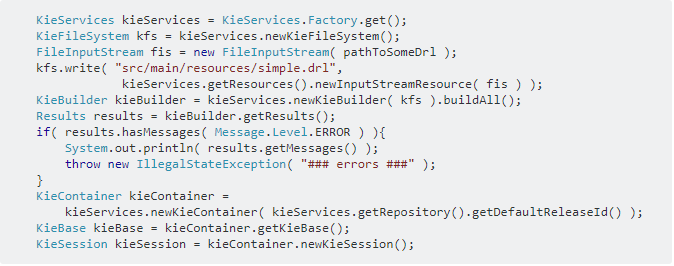 KieServices kieServices = KieServices.Factory.get();
KieFileSystem kfs = kieServices.newKieFileSystem();
FileInputStream fis = new FileInputStream( pathToSomeDrl );
kfs.write( "src/main/resources/simple.drl",
            kieServices.getResources().newInputStreamResource( fis ) );
KieBuilder kieBuilder = kieServices.newKieBuilder( kfs ).buildAll();
Results results = kieBuilder.getResults();
if( results.hasMessages( Message.Level.ERROR ) ){
    System.out.println( results.getMessages() );
    throw new IllegalStateException( "### errors ###" );
}
KieContainer kieContainer =
    kieServices.newKieContainer( kieServices.getRepository().getDefaultReleaseId() );
KieBase kieBase = kieContainer.getKieBase();
KieSession kieSession = kieContainer.newKieSession();